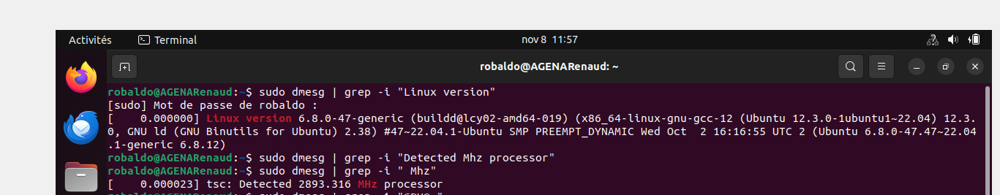 Activités Terminal nov 8 11:57
robaldo@AGENARenaud: ~
robaldo@AGENARenaud:~$ sudo dmesg | grep -i "Linux version"
[sudo] Mot de passe de robaldo :
[    0.000000] Linux version 6.8.0-47-generic (buildd@lcy02-amd64-019) (x86_64-linux-gnu-gcc-12 (Ubuntu 12.3.0-1ubuntu1~22.04) 12.3.
0, GNU ld (GNU Binutils for Ubuntu) 2.38) #47~22.04.1-Ubuntu SMP PREEMPT_DYNAMIC Wed Oct  2 16:16:55 UTC 2 (Ubuntu 6.8.0-47.47~22.04
.1-generic 6.8.12)
robaldo@AGENARenaud:~$ sudo dmesg | grep -i "Detected Mhz processor"
robaldo@AGENARenaud:~$ sudo dmesg | grep -i " Mhz"
[    0.000023] tsc: Detected 2893.316 MHz processor